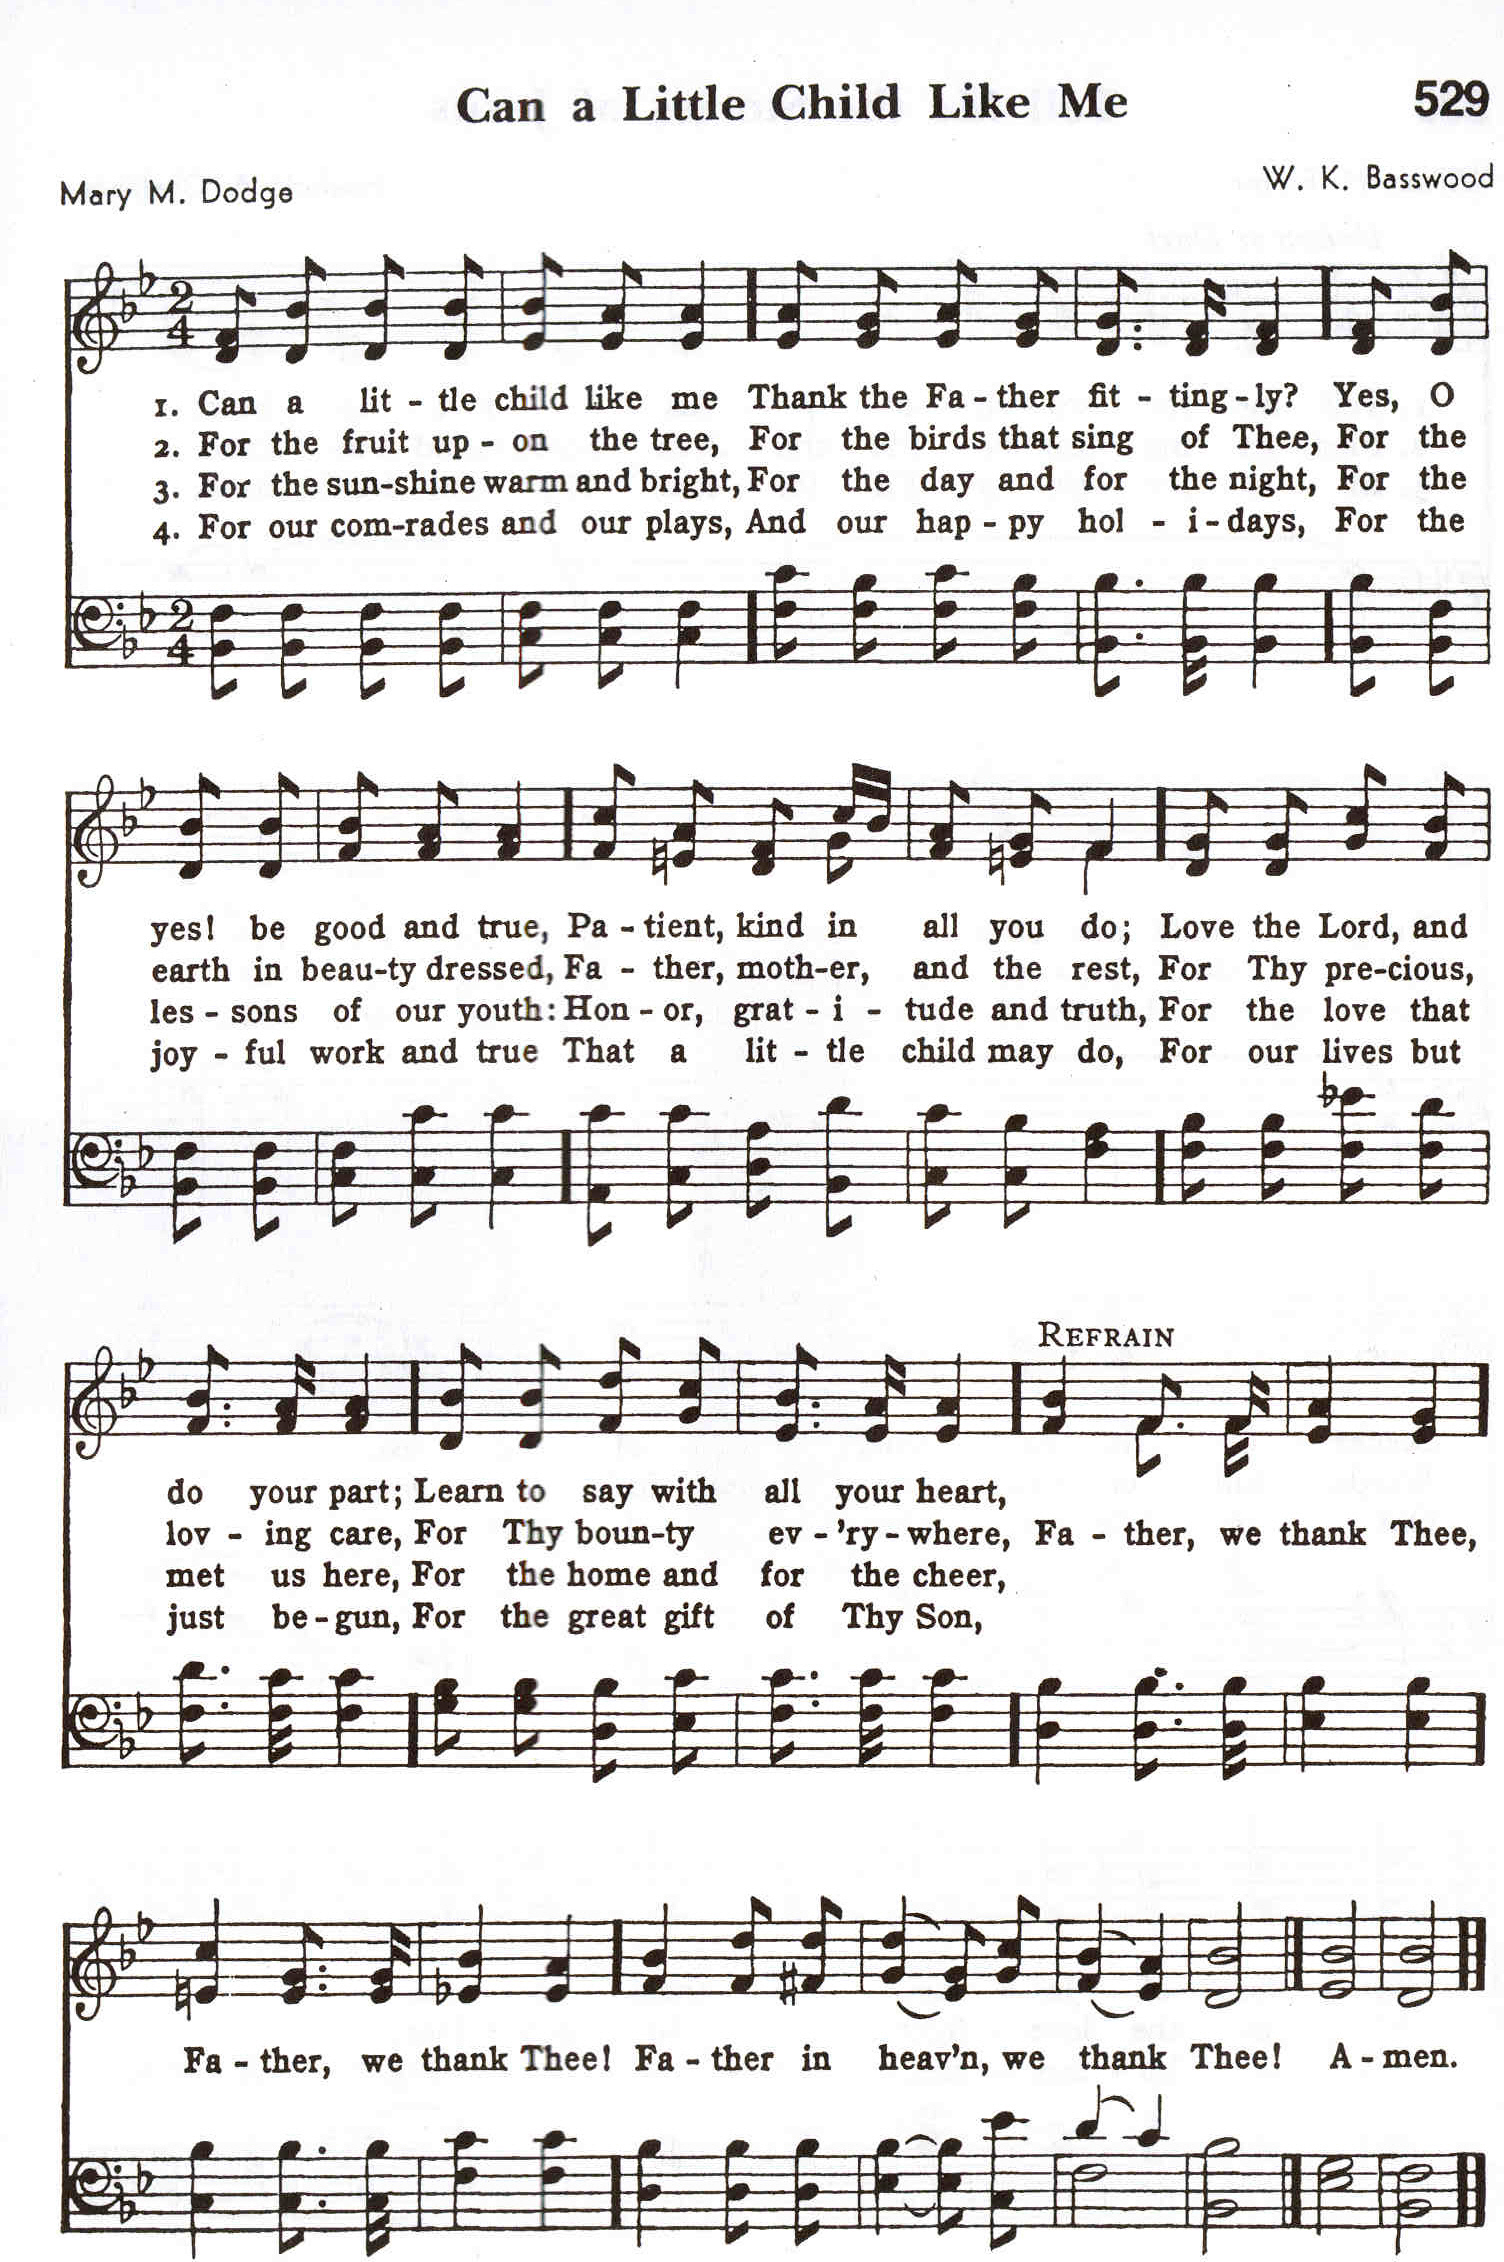 Can a Little Child Like Me 529
Mary M. Dodge W. K. Basswood
1. Can a lit - tle child like me Thank the Fa - ther fit - ting - ly? Yes, O
2. For the fruit up - on the tree, For the birds that sing of Thee, For the
3. For the sun-shine warm and bright, For the day and for the night, For the
4. For our com-rades and our plays, And our hap - py hol - i - days, For the
yes! be good and true, Pa - tient, kind in all you do; Love the Lord, and
earth in beau-ty dressed, Fa - ther, moth-er, and the rest, For Thy pre-cious,
les - sons of our youth: Hon - or, grat - i - tude and truth, For the love that
joy - ful work and true That a lit - tle child may do, For our lives but
REFRAIN
do your part; Learn to say with all your heart,
lov - ing care, For Thy boun-ty ev - 'ry - where, Fa - ther, we thank Thee,
met us here, For the home and for the cheer,
just be - gun, For the great gift of Thy Son,
Fa - ther, we thank Thee! Fa - ther in heav'n, we thank Thee! A - men.